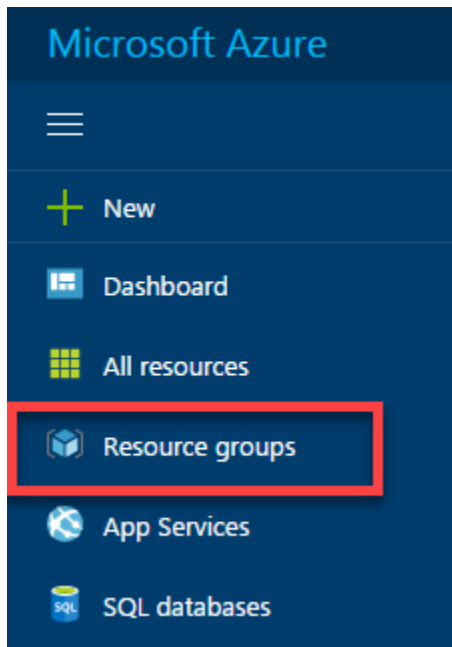 Microsoft Azure
New
Dashboard
All resources
Resource groups
App Services
SQL
SQL databases